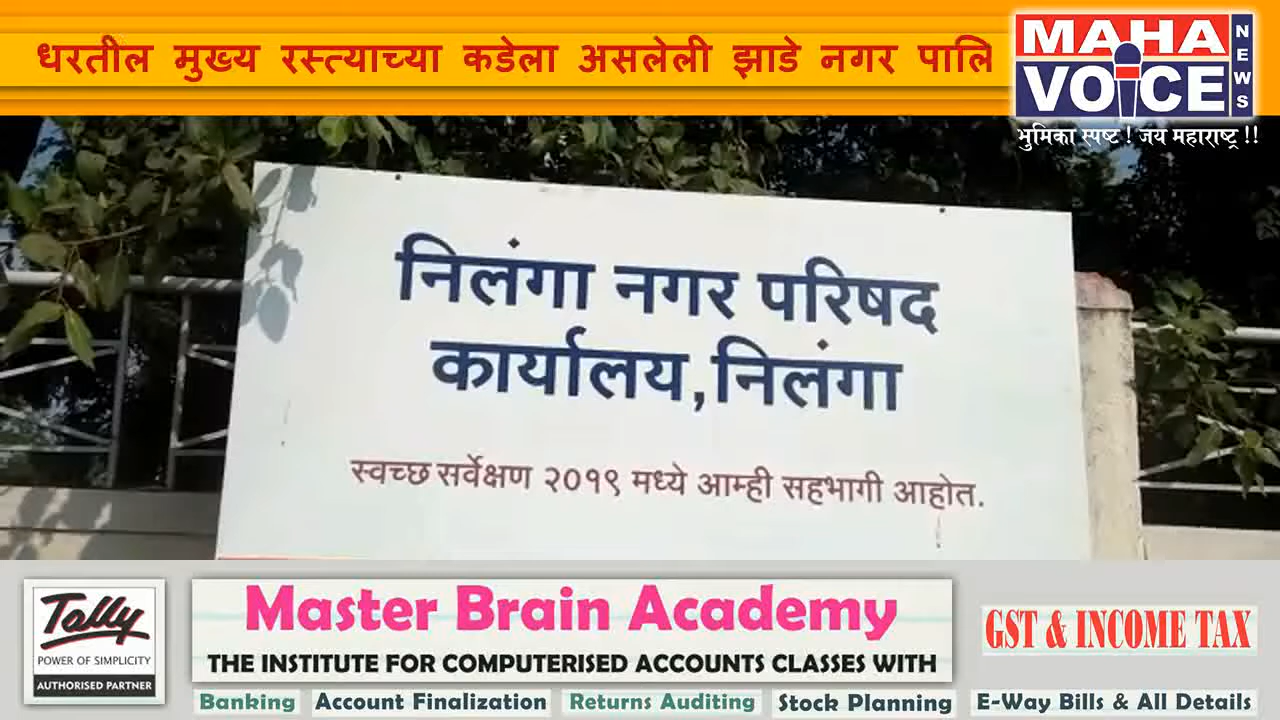 धरतील मुख्य रस्त्याच्या कडेला असलेली झाडे नगर पालि
MAHA
VOICE
NEWS
भुमिका स्पष्ट ! जय महाराष्ट्र !!
निलंगा नगर परिषद
कार्यालय, निलंगा
स्वच्छ सर्वेक्षण २०१९ मध्ये आम्ही सहभागी आहोत.
Tally
POWER OF SIMPLICITY
AUTHORISED PARTNER
Master Brain Academy
THE INSTITUTE FOR COMPUTERISED ACCOUNTS CLASSES WITH
GST & INCOME TAX
Banking Account Finalization Returns Auditing Stock Planning E-Way Bills & All Details